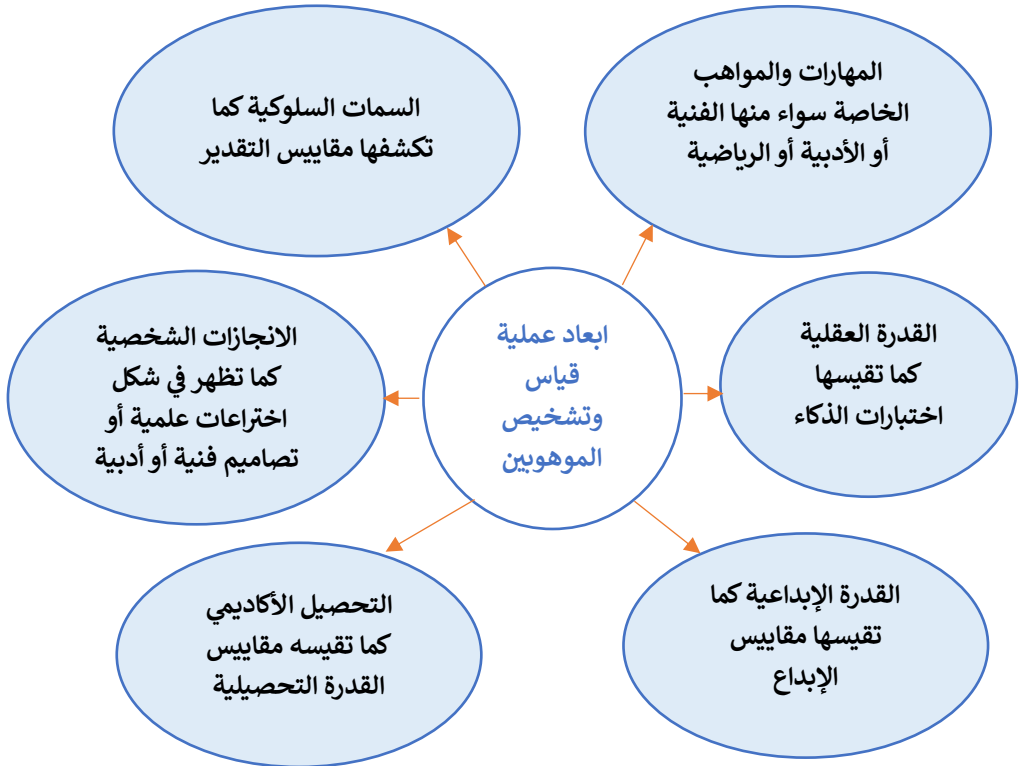 المهارات والمواهب
الخاصة سواء منها الفنية
أو الأدبية أو الرياضية
السمات السلوكية كما
تكشفها مقاييس التقدير
ابعاد عملية
قياس
وتشخيص
الموهوبين
القدرة العقلية
كما تقيسها
اختبارات الذكاء
الانجازات الشخصية
كما تظهر في شكل
اختراعات علمية أو
تصاميم فنية أو أدبية
القدرة الإبداعية كما
تقيسها مقاييس
الإبداع
التحصيل الأكاديمي
كما تقيسه مقاييس
القدرة التحصيلية